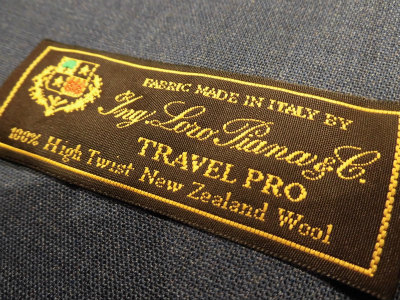 FABRIC MADE IN ITALY BY
Ing. Loro Piana & C.
TRAVEL PRO
100% High Twist New Zealand Wool